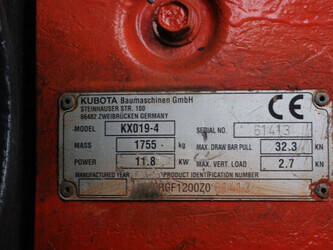 KUBOTA Baumaschinen GmbH
STEINHAUSER STR. 100
66482 ZWEIBRÜCKEN GERMANY
CE
MODEL KX019-4 SERIAL NO. 61413
MASS 1755 kg MAX. DRAW BAR PULL 32.3 KN
POWER 11.8 KW MAX. VERT. LOAD 2.7 KN
MANUFACTURED YEAR PRODUCT IDENTIFICATION NUMBER
61413